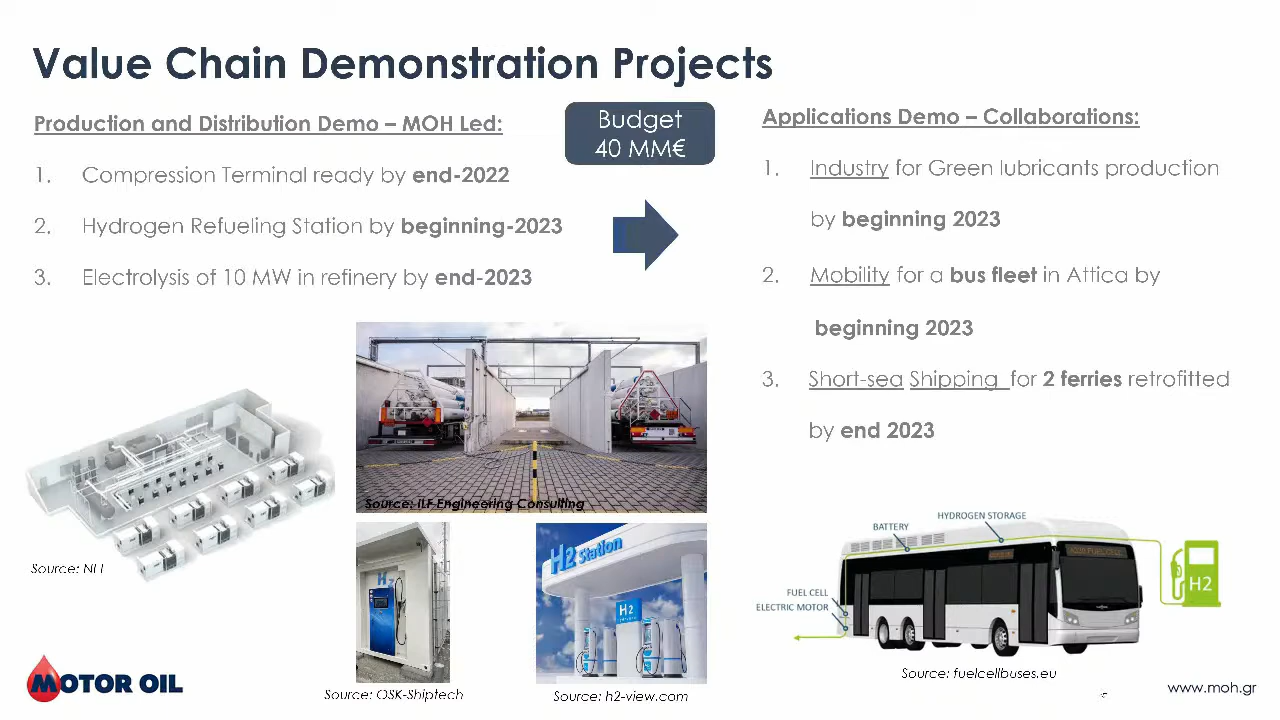 Value Chain Demonstration Projects
Production and Distribution Demo – MOH Led:
1. Compression Terminal ready by end-2022
2. Hydrogen Refueling Station by beginning-2023
3. Electrolysis of 10 MW in refinery by end-2023
Budget
40 MM€
Applications Demo – Collaborations:
1. Industry for Green lubricants production
by beginning 2023
2. Mobility for a bus fleet in Attica by
beginning 2023
3. Short-sea Shipping for 2 ferries retrofitted
by end 2023
Source: ILF Engineering Consulting
Source:
H2
Source: OSK-Shiptech
H2 Station
H2
Source: h2-view.com
HYDROGEN STORAGE
BATTERY
FUEL CELL
ELECTRIC MOTOR
H2
Source: fuelcellbuses.eu
MOTOR OIL
www.moh.gr